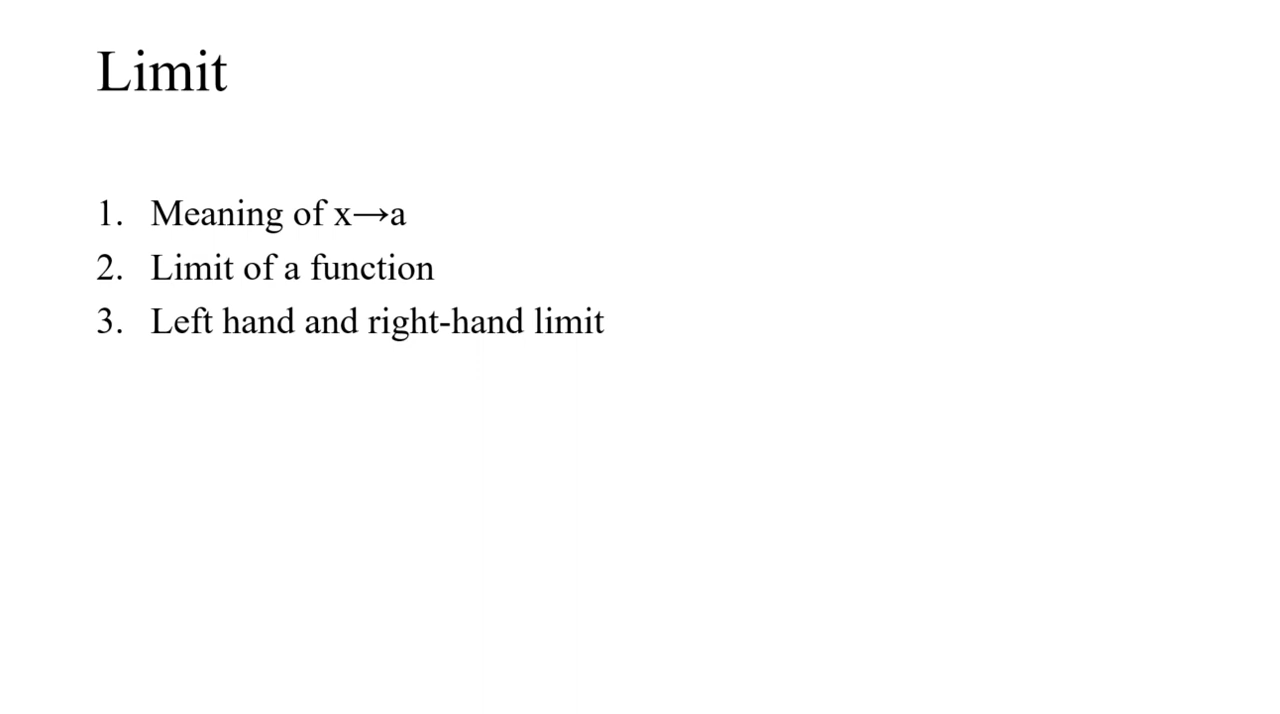 Limit
1. Meaning of x→a
2. Limit of a function
3. Left hand and right-hand limit